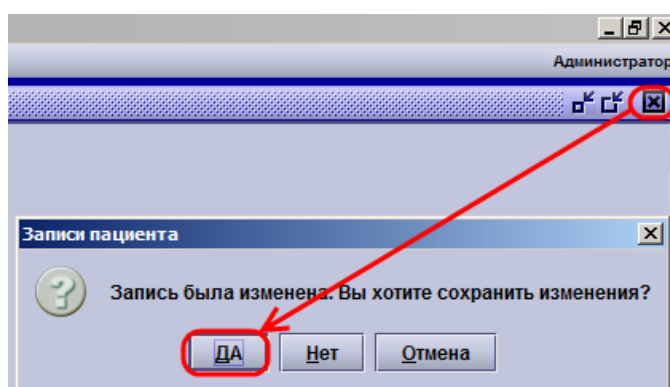 Администратор
Записи пациента
Запись была изменена. Вы хотите сохранить изменения?
ДА Нет Отмена